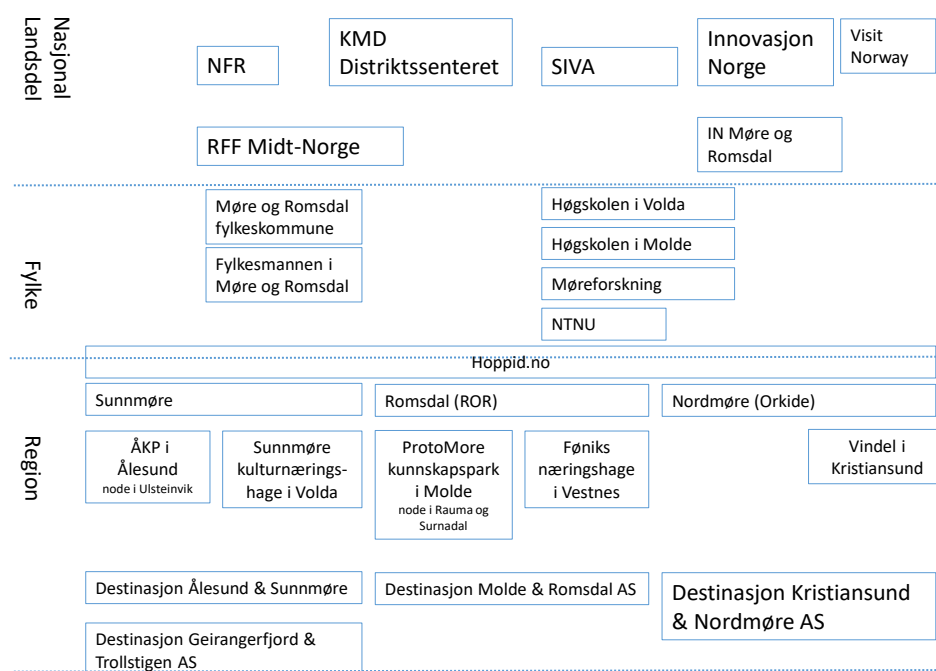 Nasjonal
Landsdel
NFR
KMD
Distriktssenteret
SIVA
Innovasjon
Norge
Visit
Norway
RFF Midt-Norge
IN Møre og
Romsdal
Fylke
Møre og Romsdal
fylkeskommune
Fylkesmannen i
Møre og Romsdal
Høgskolen i Volda
Høgskolen i Molde
Møreforskning
NTNU
Region
Hoppid.no
Sunnmøre
Romsdal (ROR)
Nordmøre (Orkide)
ÅKP i
Ålesund
node i Ulsteinvik
Sunnmøre
kulturnærings-
hage i Volda
ProtoMore
kunnskapspark
i Molde
node i Rauma og
Surnadal
Føniks
næringshage
i Vestnes
Vindel i
Kristiansund
Destinasjon Ålesund & Sunnmøre
Destinasjon Molde & Romsdal AS
Destinasjon Kristiansund
& Nordmøre AS
Destinasjon Geirangerfjord &
Trollstigen AS